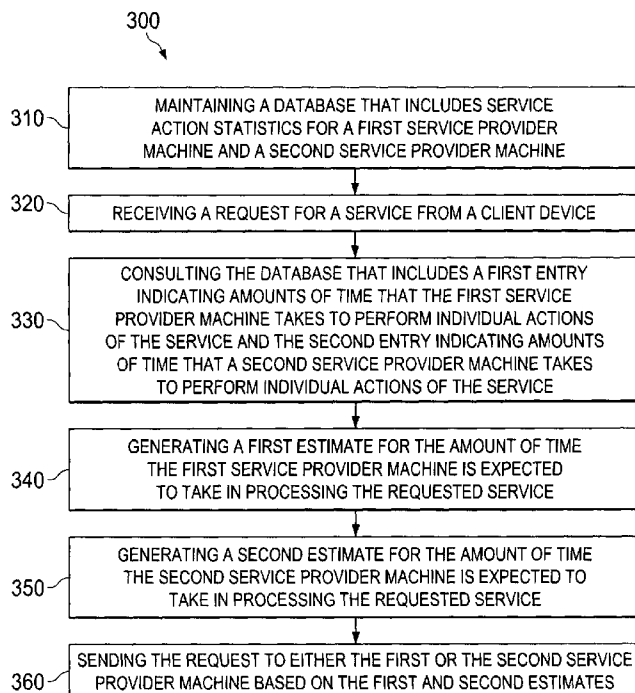 300
310
MAINTAINING A DATABASE THAT INCLUDES SERVICE
ACTION STATISTICS FOR A FIRST SERVICE PROVIDER
MACHINE AND A SECOND SERVICE PROVIDER MACHINE
320
RECEIVING A REQUEST FOR A SERVICE FROM A CLIENT DEVICE
330
CONSULTING THE DATABASE THAT INCLUDES A FIRST ENTRY
INDICATING AMOUNTS OF TIME THAT THE FIRST SERVICE
PROVIDER MACHINE TAKES TO PERFORM INDIVIDUAL ACTIONS
OF THE SERVICE AND THE SECOND ENTRY INDICATING AMOUNTS
OF TIME THAT A SECOND SERVICE PROVIDER MACHINE TAKES
TO PERFORM INDIVIDUAL ACTIONS OF THE SERVICE
340
GENERATING A FIRST ESTIMATE FOR THE AMOUNT OF TIME
THE FIRST SERVICE PROVIDER MACHINE IS EXPECTED
TO TAKE IN PROCESSING THE REQUESTED SERVICE
350
GENERATING A SECOND ESTIMATE FOR THE AMOUNT OF TIME
THE SECOND SERVICE PROVIDER MACHINE IS EXPECTED TO
TAKE IN PROCESSING THE REQUESTED SERVICE
360
SENDING THE REQUEST TO EITHER THE FIRST OR THE SECOND SERVICE
PROVIDER MACHINE BASED ON THE FIRST AND SECOND ESTIMATES